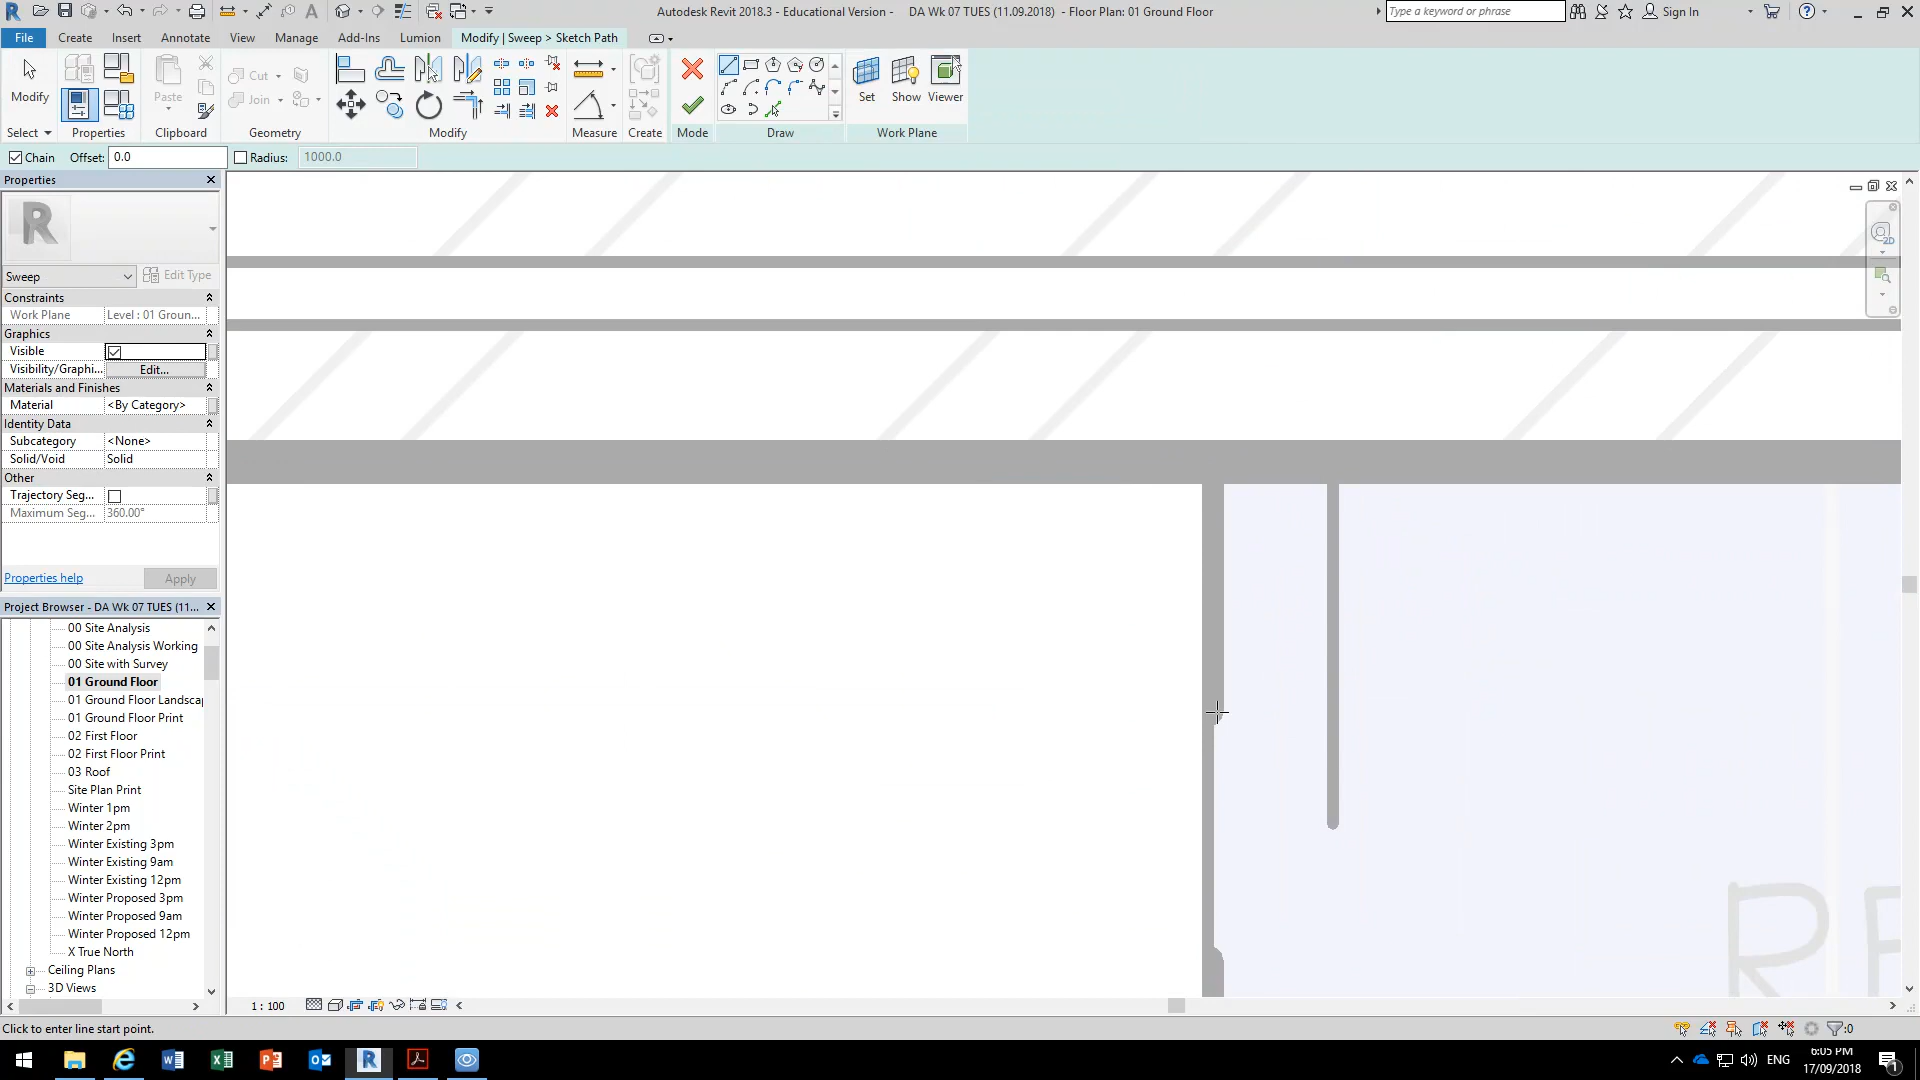 Autodesk Revit 2018.3 - Educational Version - DA Wk 07 TUES (11.09.2018) - Floor Plan: 01 Ground Floor
Type a keyword or phrase
Sign In
File Create Insert Annotate View Manage Add-Ins Lumion Modify | Sweep > Sketch Path
Modify
Paste
Cut
Join
Set Show Viewer
Select Properties Clipboard Geometry Modify Measure Create Mode Draw Work Plane
Chain Offset: 0.0 Radius: 1000.0
Properties
R
Sweep Edit Type
Constraints
Work Plane Level : 01 Groun...
Graphics
Visible
Visibility/Graphi... Edit...
Materials and Finishes
Material <By Category>
Identity Data
Subcategory <None>
Solid/Void Solid
Other
Trajectory Seg...
Maximum Seg... 360.00°
Properties help Apply
Project Browser - DA Wk 07 TUES (11...
00 Site Analysis
00 Site Analysis Working
00 Site with Survey
01 Ground Floor
01 Ground Floor Landsca
01 Ground Floor Print
02 First Floor
02 First Floor Print
03 Roof
Site Plan Print
Winter 1pm
Winter 2pm
Winter Existing 3pm
Winter Existing 9am
Winter Existing 12pm
Winter Proposed 3pm
Winter Proposed 9am
Winter Proposed 12pm
X True North
Ceiling Plans
3D Views
2D
1 : 100
Click to enter line start point.
:0
ENG
6:05 PM
17/09/2018
1